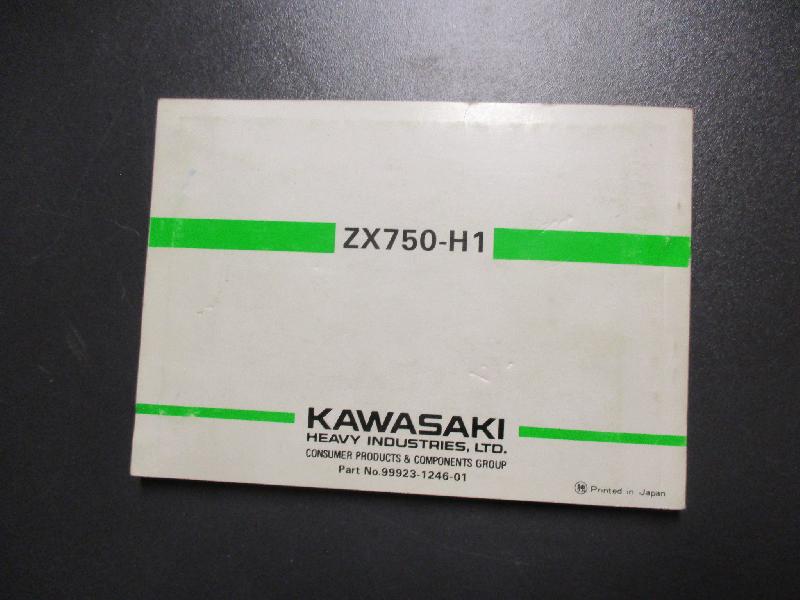 ZX750-H1
KAWASAKI
HEAVY INDUSTRIES, LTD.
CONSUMER PRODUCTS & COMPONENTS GROUP
Part No.99923-1246-01
Printed in Japan